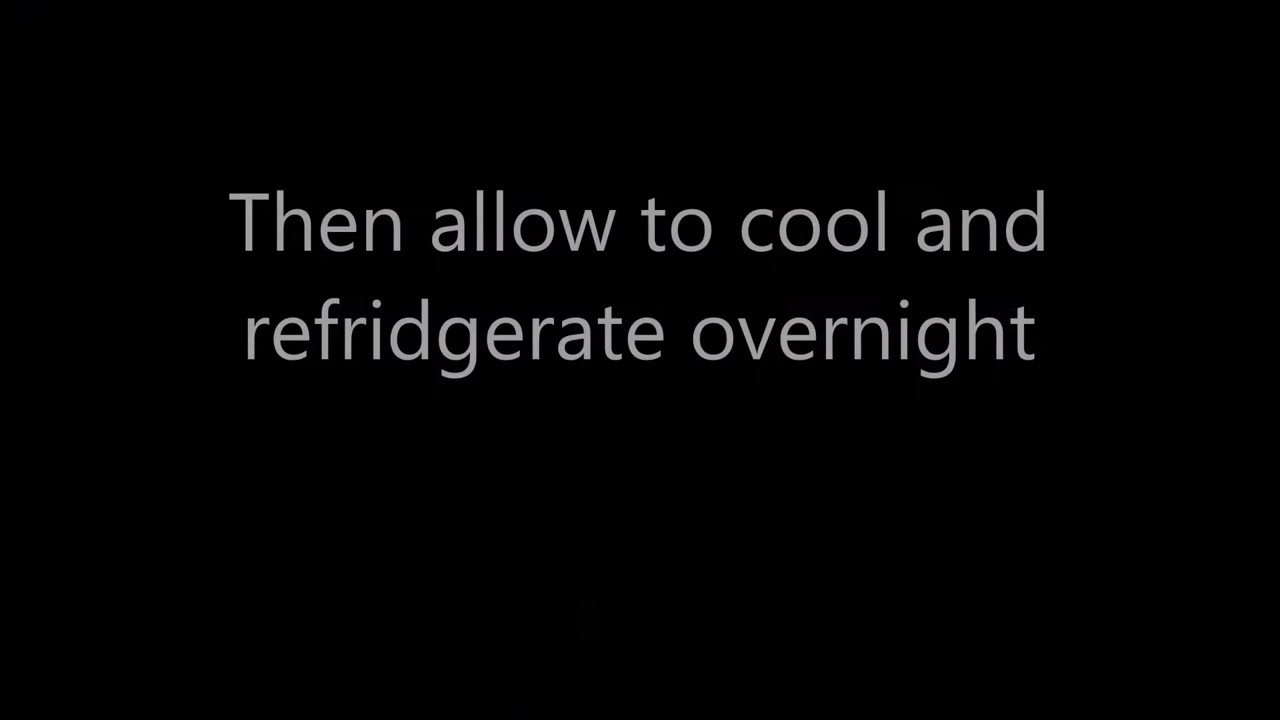 Then allow to cool and
refridgerate overnight